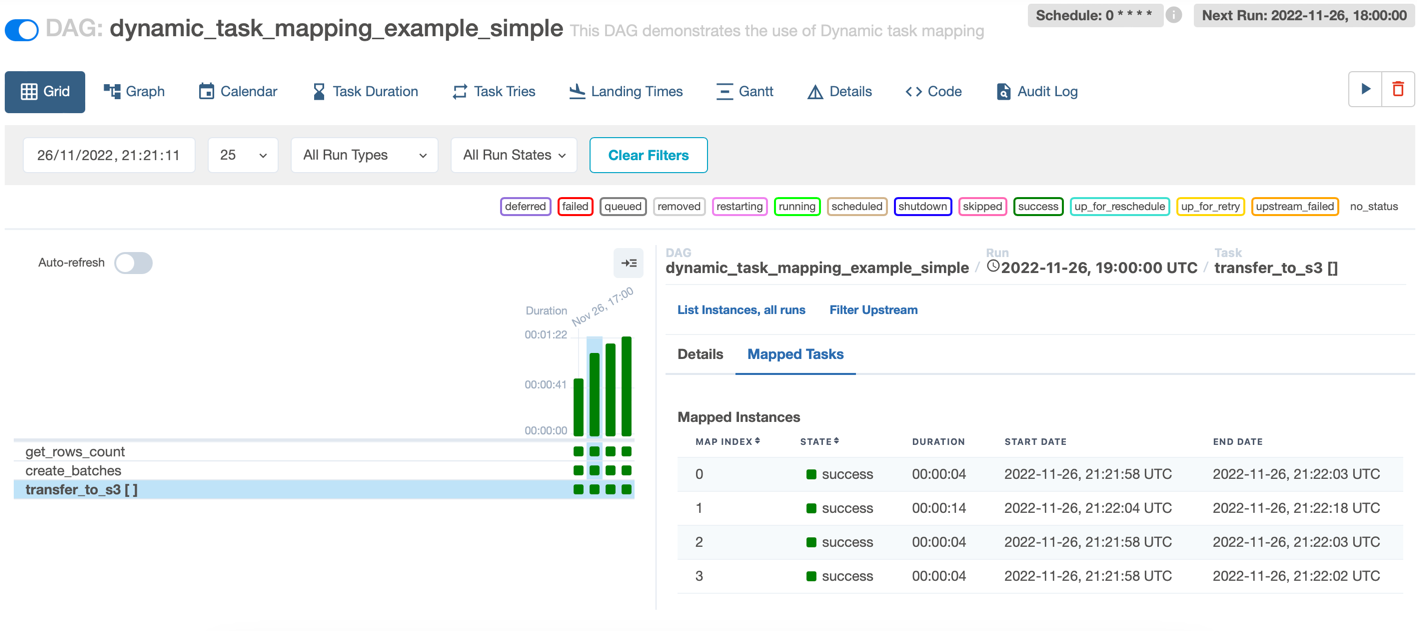 Schedule: 0 * * * * i Next Run: 2022-11-26, 18:00:00
DAG: dynamic_task_mapping_example_simple This DAG demonstrates the use of Dynamic task mapping
Grid Graph Calendar Task Duration Task Tries Landing Times Gantt Details Code Audit Log
26/11/2022, 21:21:11 25 All Run Types All Run States Clear Filters
deferred failed queued removed restarting running scheduled shutdown skipped success up_for_reschedule up_for_retry upstream_failed no_status
Auto-refresh
Nov 26, 17:00
Duration
00:01:22
00:00:41
00:00:00
get_rows_count
create_batches
transfer_to_s3 [ ]
DAG Run Task
dynamic_task_mapping_example_simple / 2022-11-26, 19:00:00 UTC / transfer_to_s3 []
List Instances, all runs Filter Upstream
Details Mapped Tasks
Mapped Instances
MAP INDEX STATE DURATION START DATE END DATE
0 success 00:00:04 2022-11-26, 21:21:58 UTC 2022-11-26, 21:22:03 UTC
1 success 00:00:14 2022-11-26, 21:22:04 UTC 2022-11-26, 21:22:18 UTC
2 success 00:00:04 2022-11-26, 21:21:58 UTC 2022-11-26, 21:22:03 UTC
3 success 00:00:04 2022-11-26, 21:21:58 UTC 2022-11-26, 21:22:02 UTC